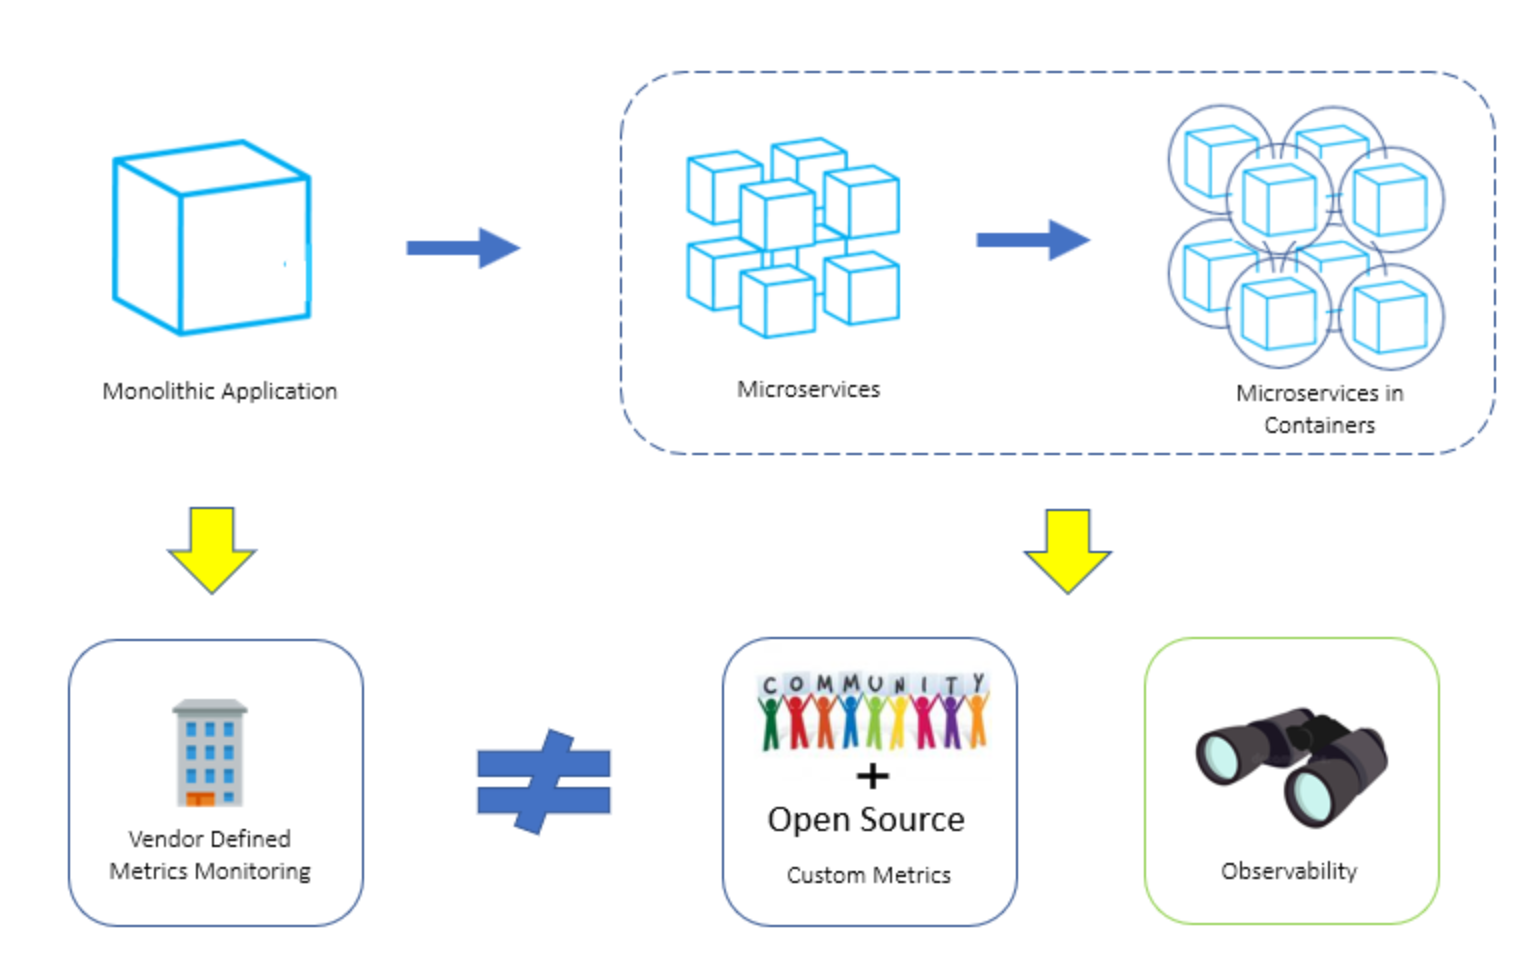 Monolithic Application
Microservices
Microservices in
Containers
Vendor Defined
Metrics Monitoring
COMMUNITY
+
Open Source
Custom Metrics
Observability